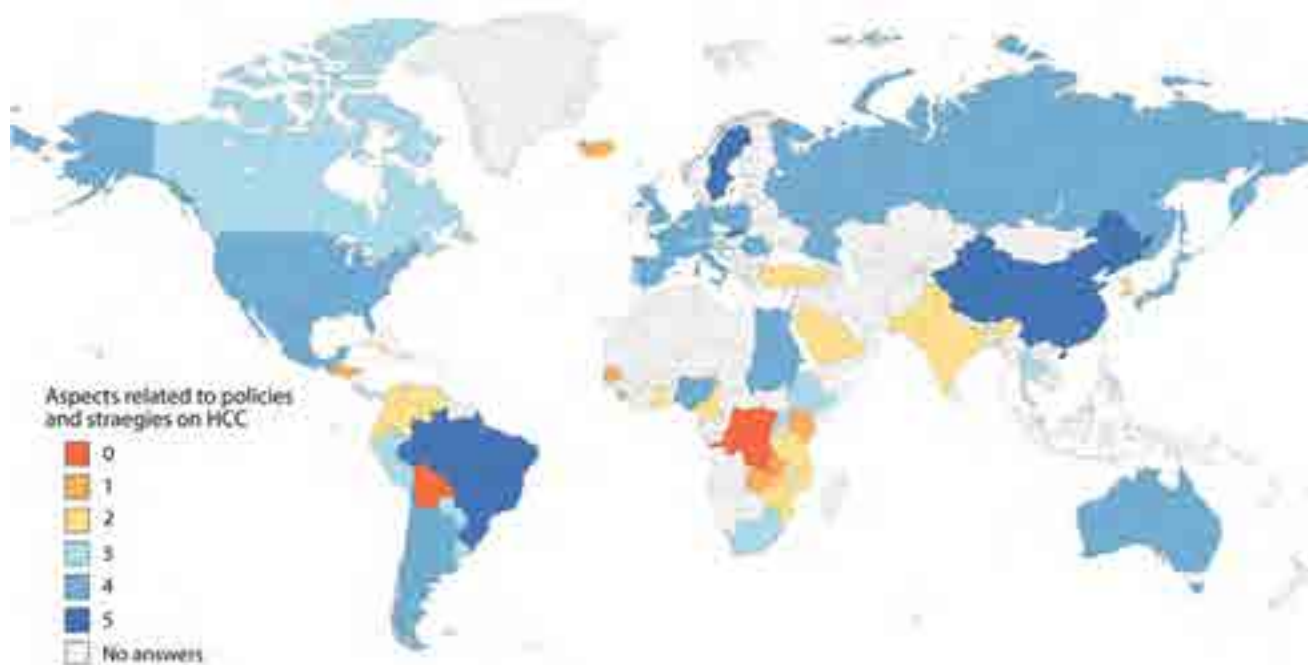 Aspects related to policies
and straegies on HCC
0
1
2
3
4
5
No answers